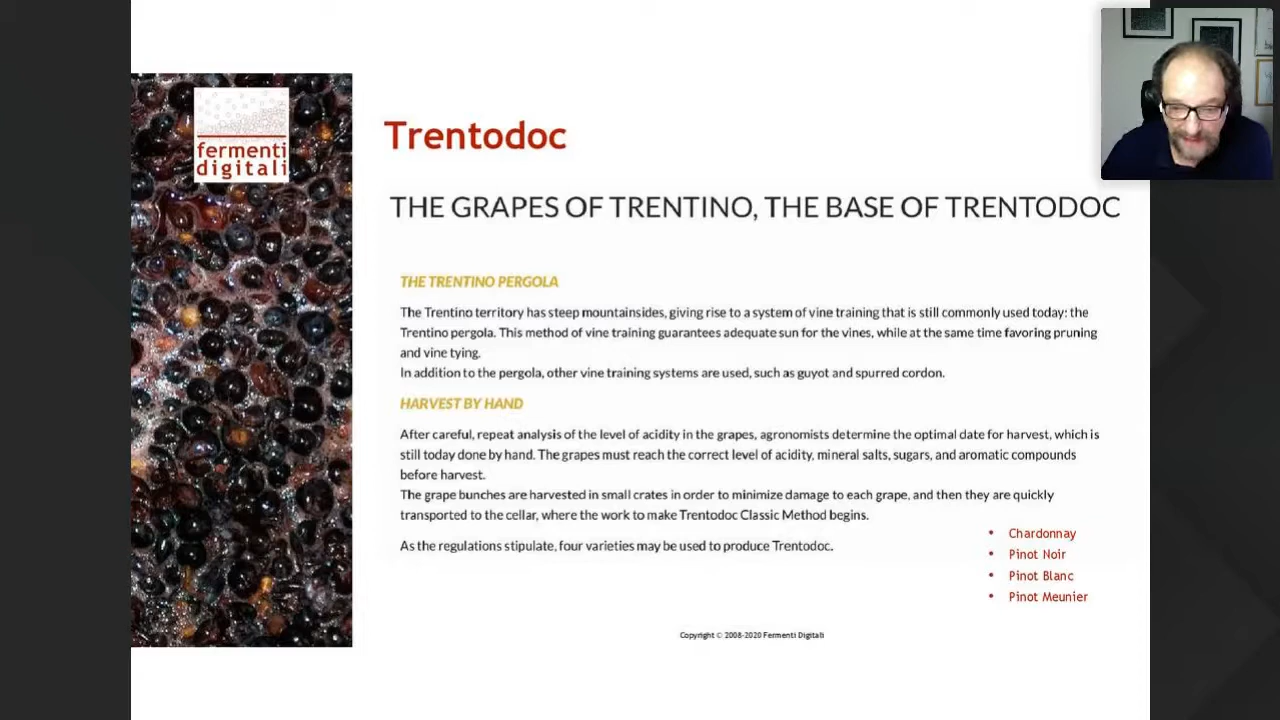 fermenti
digitali
Trentodoc
THE GRAPES OF TRENTINO, THE BASE OF TRENTODOC
THE TRENTINO PERGOLA
The Trentino territory has steep mountainsides, giving rise to a system of vine training that is still commonly used today: the
Trentino pergola. This method of vine training guarantees adequate sun for the vines, while at the same time favoring pruning
and vine tying.
In addition to the pergola, other vine training systems are used, such as guyot and spurred cordon.
HARVEST BY HAND
After careful, repeat analysis of the level of acidity in the grapes, agronomists determine the optimal date for harvest, which is
still today done by hand. The grapes must reach the correct level of acidity, mineral salts, sugars, and aromatic compounds
before harvest.
The grape bunches are harvested in small crates in order to minimize damage to each grape, and then they are quickly
transported to the cellar, where the work to make Trentodoc Classic Method begins.
As the regulations stipulate, four varieties may be used to produce Trentodoc.
• Chardonnay
• Pinot Noir
• Pinot Blanc
• Pinot Meunier
Copyright © 2008-2020 Fermenti Digitali